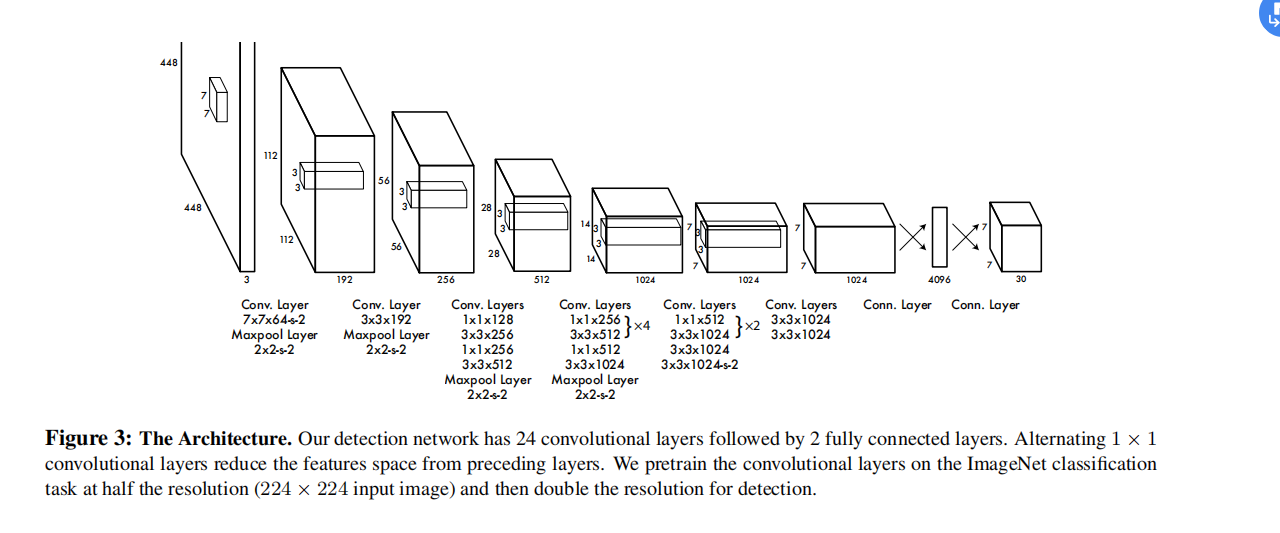 448
7
7
448
3
112
3
3
112
192
56
3
3
56
256
28
3
3
28
512
14
3
3
14
1024
7
3
3
7
1024
7
7
1024
4096
7
7
30
Conv. Layer
7x7x64-s-2
Maxpool Layer
2x2-s-2
Conv. Layer
3x3x192
Maxpool Layer
2x2-s-2
Conv. Layers
1x1x128
3x3x256
1x1x256
3x3x512
Maxpool Layer
2x2-s-2
Conv. Layers
1x1x256
3x3x512
}×4
1x1x512
3x3x1024
Maxpool Layer
2x2-s-2
Conv. Layers
1x1x512
3x3x1024
}×2
3x3x1024
3x3x1024-s-2
Conv. Layers
3x3x1024
3x3x1024
Conn. Layer
Conn. Layer
Figure 3: The Architecture. Our detection network has 24 convolutional layers followed by 2 fully connected layers. Alternating 1 × 1
convolutional layers reduce the features space from preceding layers. We pretrain the convolutional layers on the ImageNet classification
task at half the resolution (224 × 224 input image) and then double the resolution for detection.